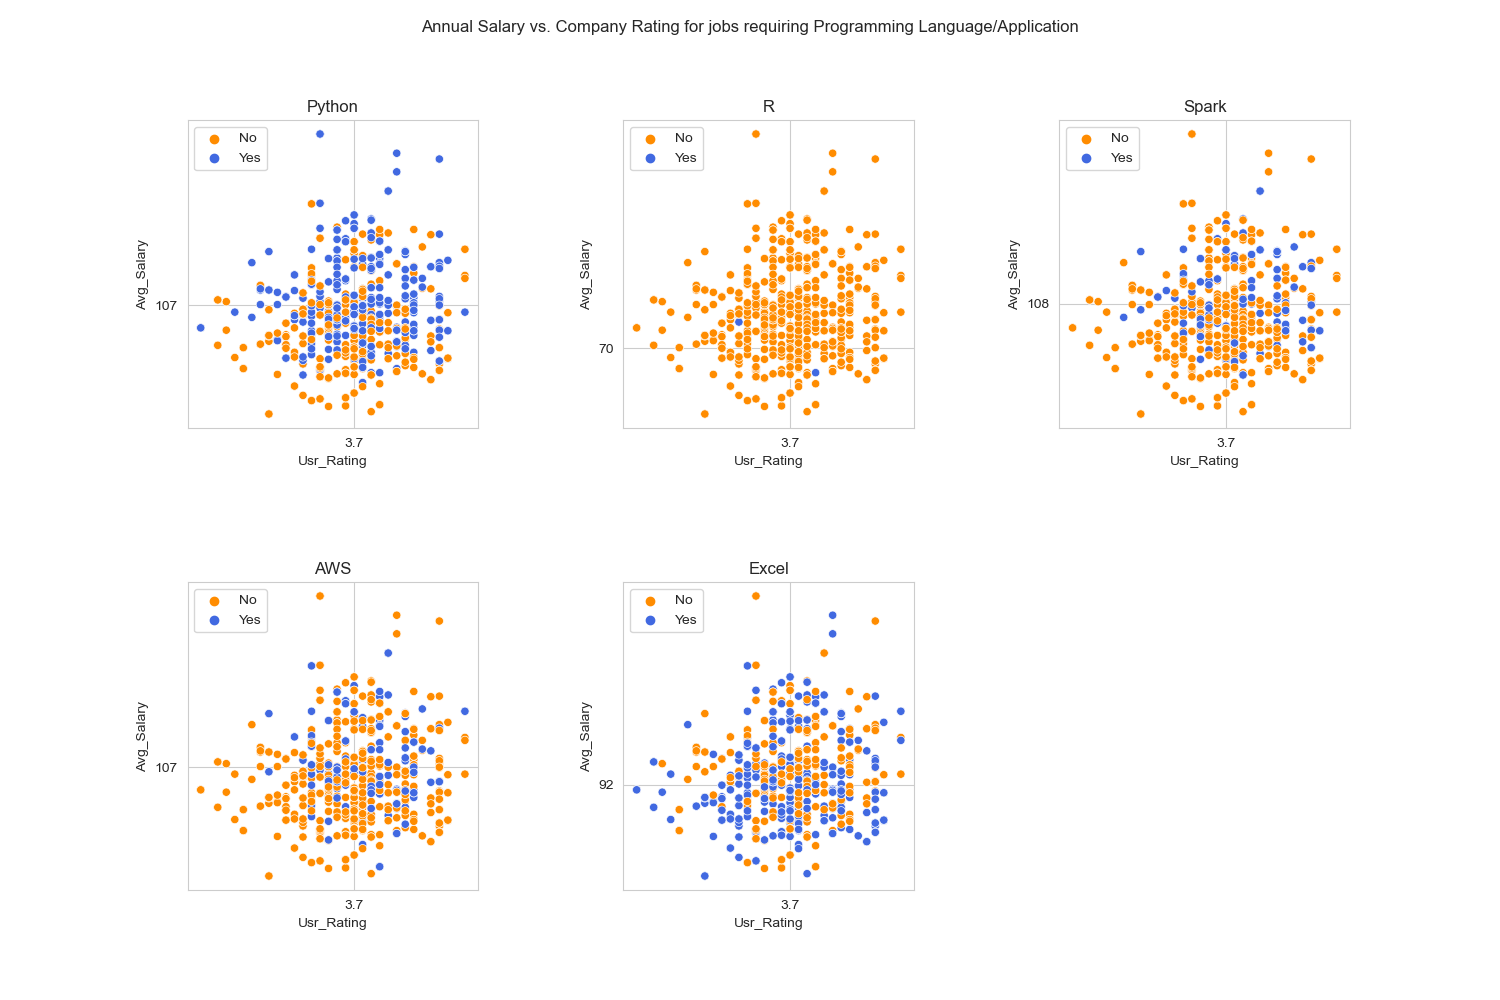 Annual Salary vs. Company Rating for jobs requiring Programming Language/Application
Python
No
Yes
Avg_Salary
107
3.7
Usr_Rating
R
No
Yes
Avg_Salary
70
3.7
Usr_Rating
Spark
No
Yes
Avg_Salary
108
3.7
Usr_Rating
AWS
No
Yes
Avg_Salary
107
3.7
Usr_Rating
Excel
No
Yes
Avg_Salary
92
3.7
Usr_Rating